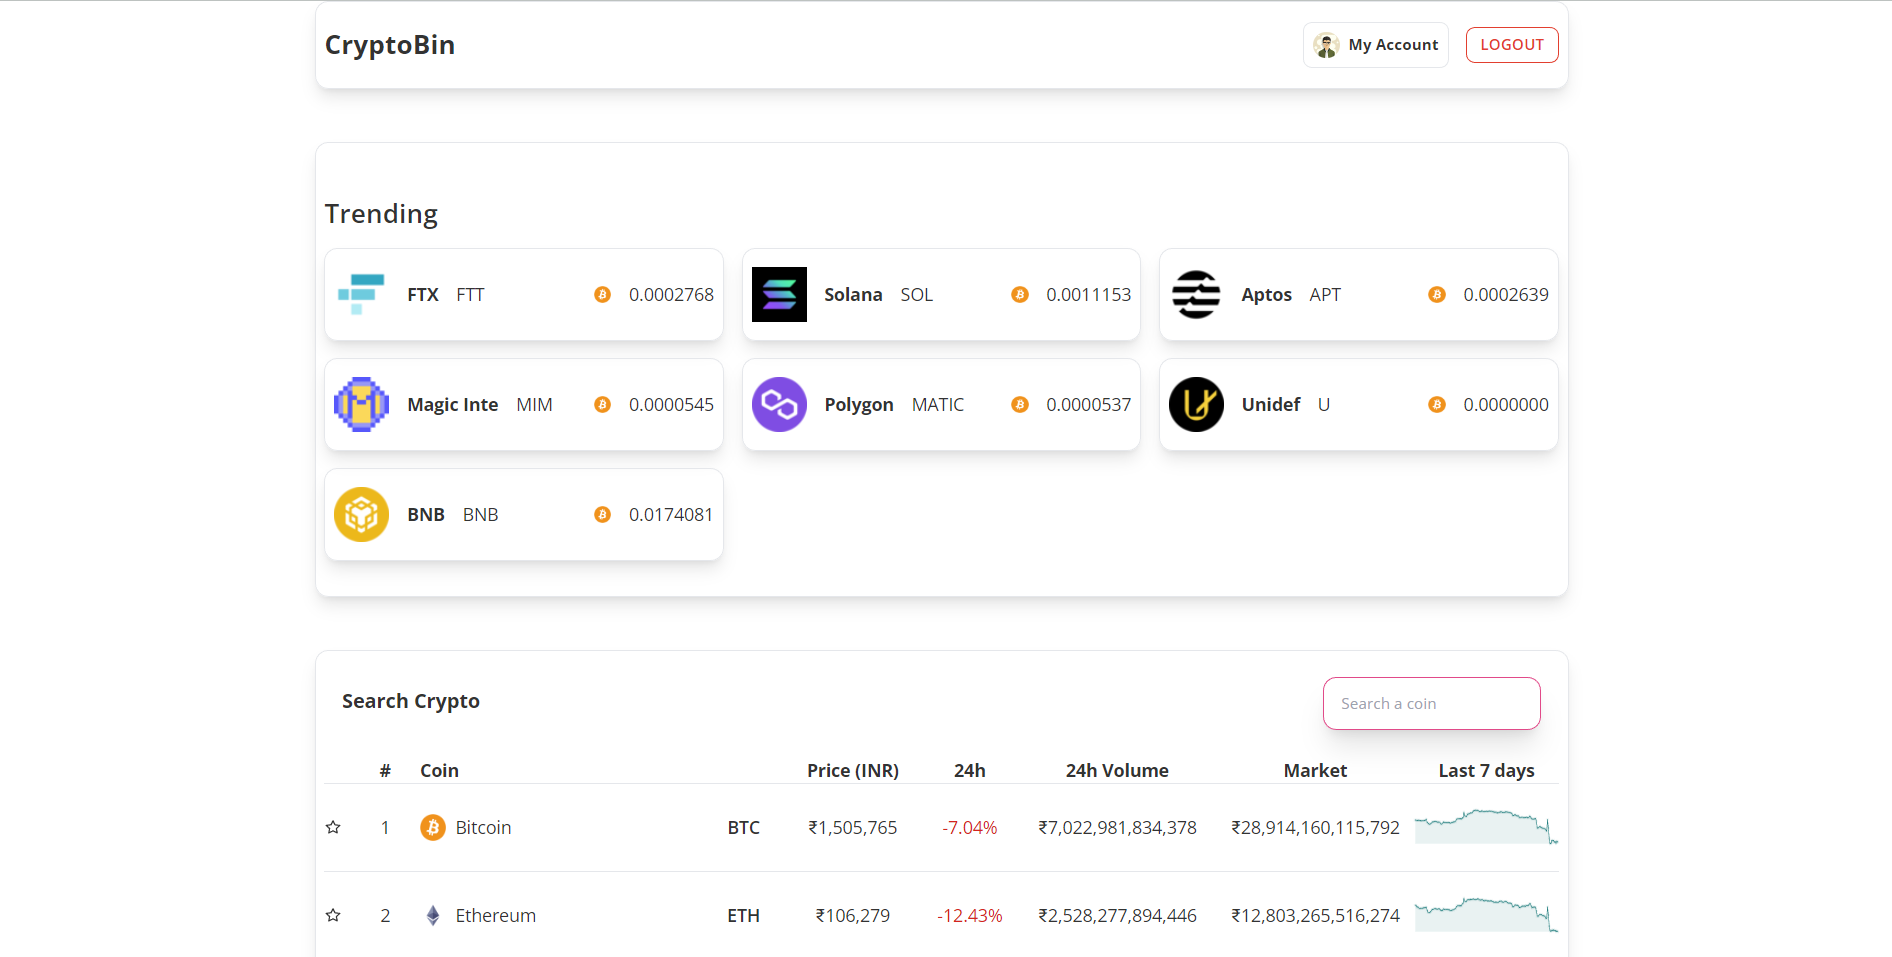 CryptoBin My Account LOGOUT
Trending
FTX FTT 0.0002768 Solana SOL 0.0011153 Aptos APT 0.0002639
Magic Inte MIM 0.0000545 Polygon MATIC 0.0000537 Unidef U 0.0000000
BNB BNB 0.0174081
Search Crypto Search a coin
# Coin Price (INR) 24h 24h Volume Market Last 7 days
1 Bitcoin BTC ₹1,505,765 -7.04% ₹7,022,981,834,378 ₹28,914,160,115,792
2 Ethereum ETH ₹106,279 -12.43% ₹2,528,277,894,446 ₹12,803,265,516,274